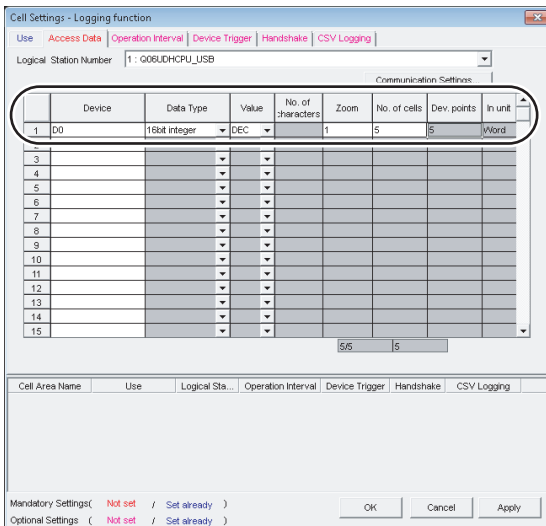 Cell Settings - Logging function
Use Access Data Operation Interval Device Trigger Handshake CSV Logging
Logical Station Number 1 : Q06UDHCPU_USB
Communication Settings
Device Data Type Value No. of characters Zoom No. of cells Dev. points In unit
1 D0 16bit integer DEC 1 5 5 Word
2
3
4
5
6
7
8
9
10
11
12
13
14
15
5/5 5
Cell Area Name Use Logical Sta... Operation Interval Device Trigger Handshake CSV Logging
Mandatory Settings( Not set / Set already )
Optional Settings ( Not set / Set already )
OK Cancel Apply